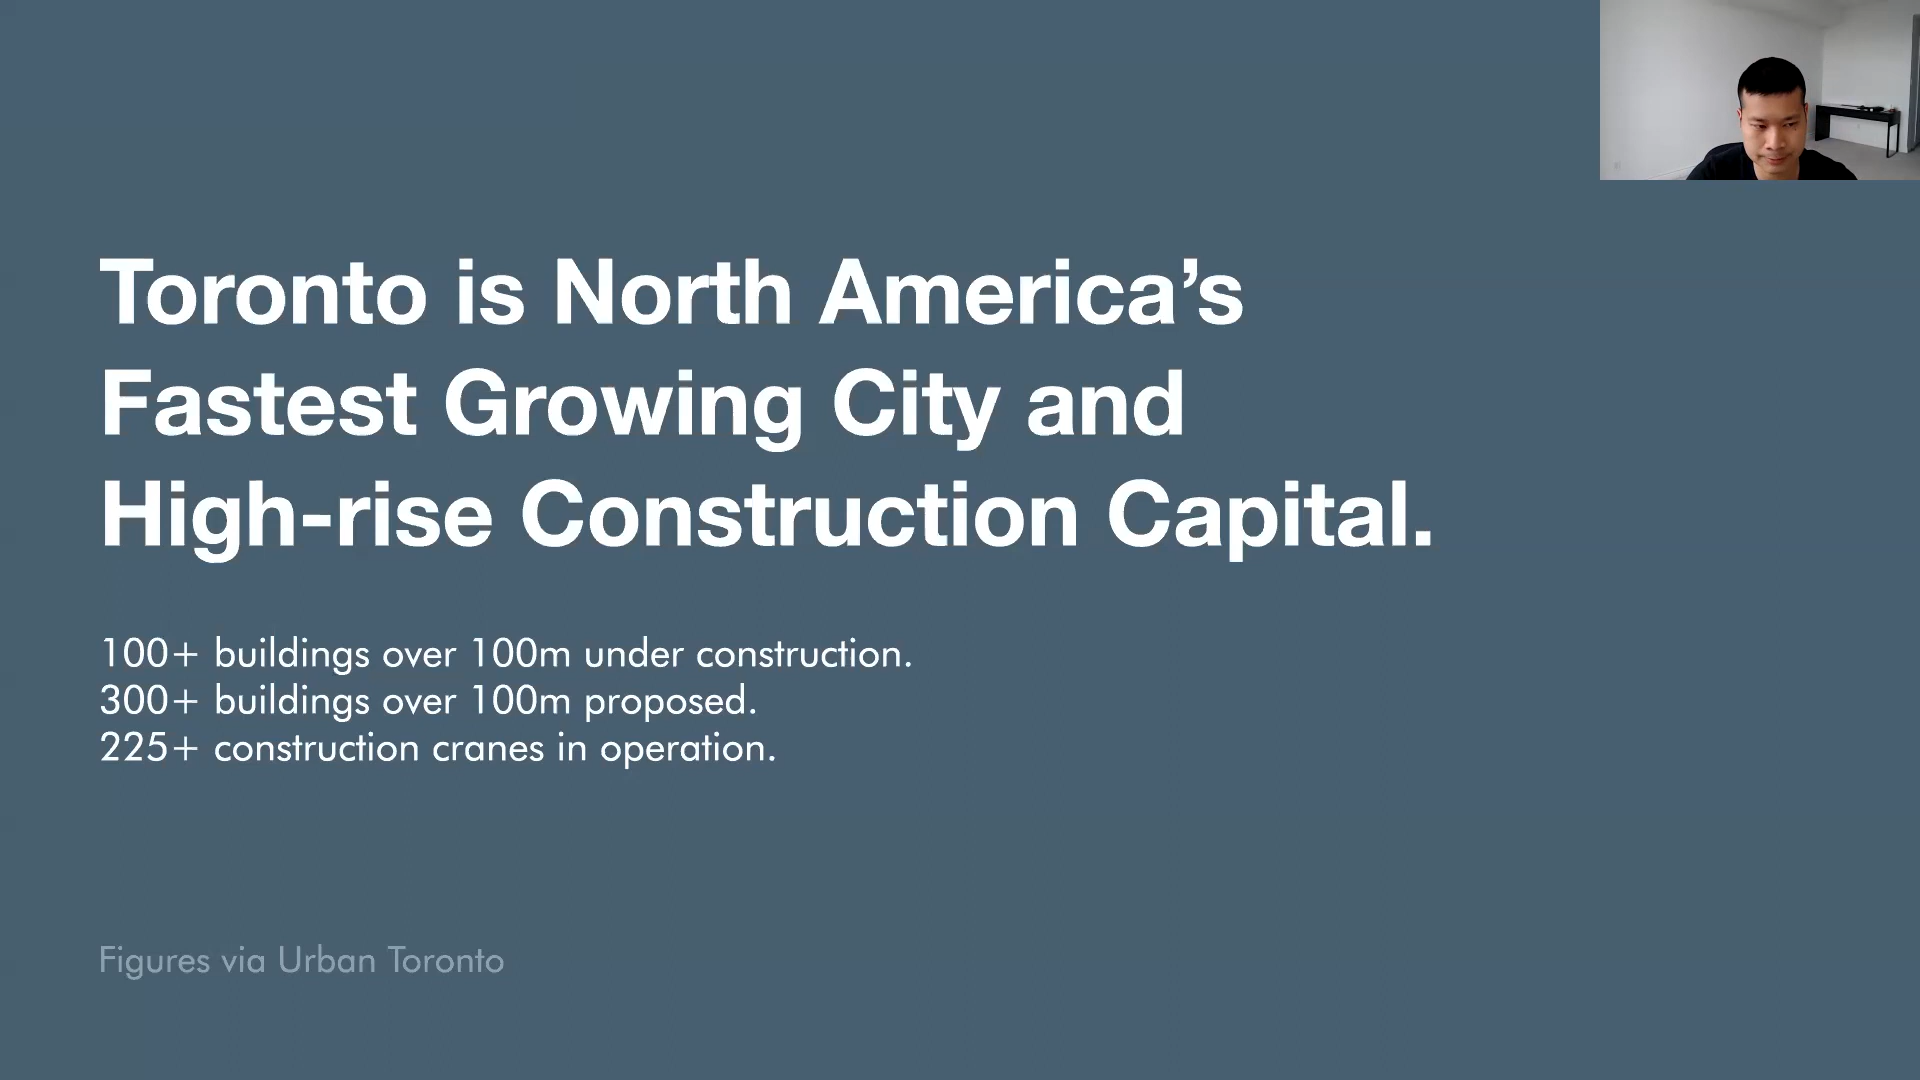 Toronto is North America’s
Fastest Growing City and
High-rise Construction Capital.
100+ buildings over 100m under construction.
300+ buildings over 100m proposed.
225+ construction cranes in operation.
Figures via Urban Toronto